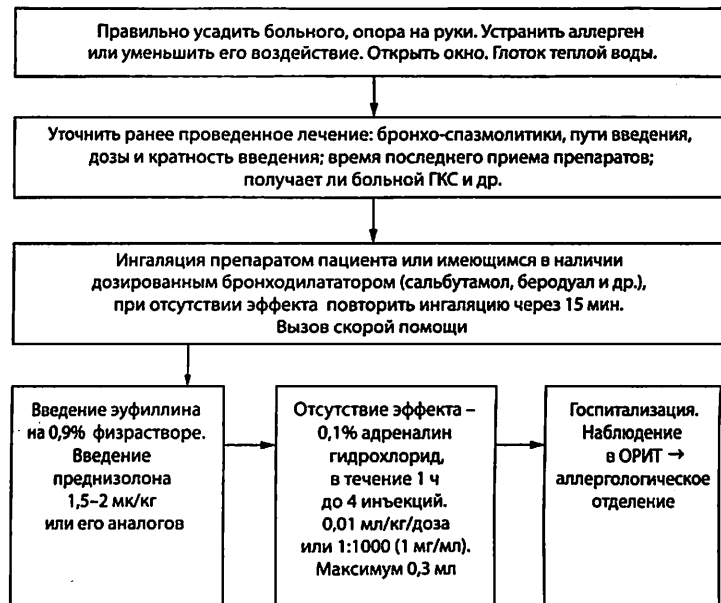 Правильно усадить больного, опора на руки. Устранить аллерген
или уменьшить его воздействие. Открыть окно. Глоток теплой воды.
Уточнить ранее проведенное лечение: бронхо-спазмолитики, пути введения,
дозы и кратность введения; время последнего приема препаратов;
получает ли больной ГКС и др.
Ингаляция препаратом пациента или имеющимся в наличии
дозированным бронходилататором (сальбутамол, беродуал и др.),
при отсутствии эффекта повторить ингаляцию через 15 мин.
Вызов скорой помощи
Введение эуфиллина
на 0,9% физрастворе.
Введение
преднизолона
1,5–2 мк/кг
или его аналогов
Отсутствие эффекта –
0,1% адреналин
гидрохлорид,
в течение 1 ч
до 4 инъекций.
0,01 мл/кг/доза
или 1:1000 (1 мг/мл).
Максимум 0,3 мл
Госпитализация.
Наблюдение
в ОРИТ →
аллергологическое
отделение